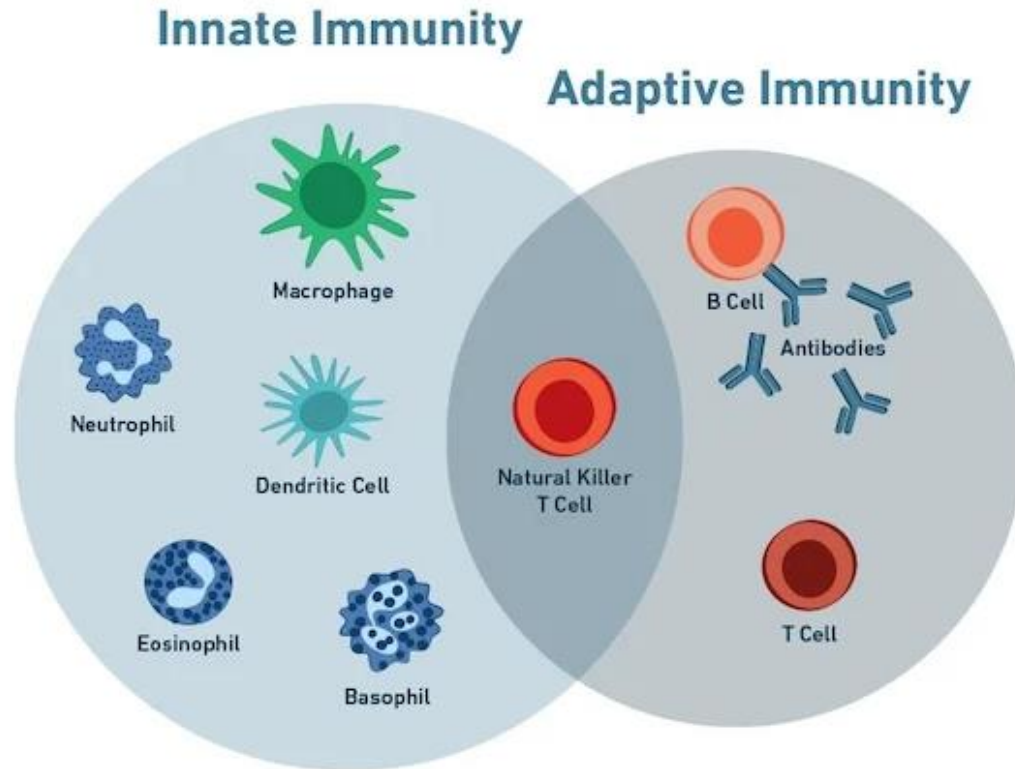 Innate Immunity
Adaptive Immunity
Macrophage
Neutrophil
Dendritic Cell
Eosinophil
Basophil
Natural Killer
T Cell
B Cell
Antibodies
T Cell